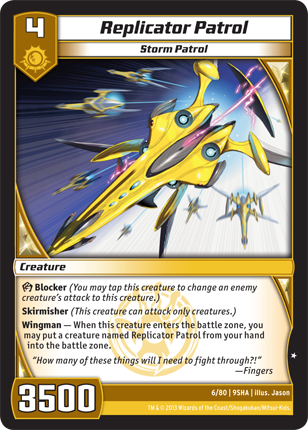 4
Replicator Patrol
Storm Patrol
Creature
Blocker (You may tap this creature to change an enemy
creature's attack to this creature.)
Skirmisher (This creature can attack only creatures.)
Wingman — When this creature enters the battle zone, you
may put a creature named Replicator Patrol from your hand
into the battle zone.
"How many of these things will I need to fight through?!"
—Fingers
3500
6/80 | 9SHA | illus. Jason
TM & © 2013 Wizards of the Coast/Shogakukan/Mitsui-Kids.